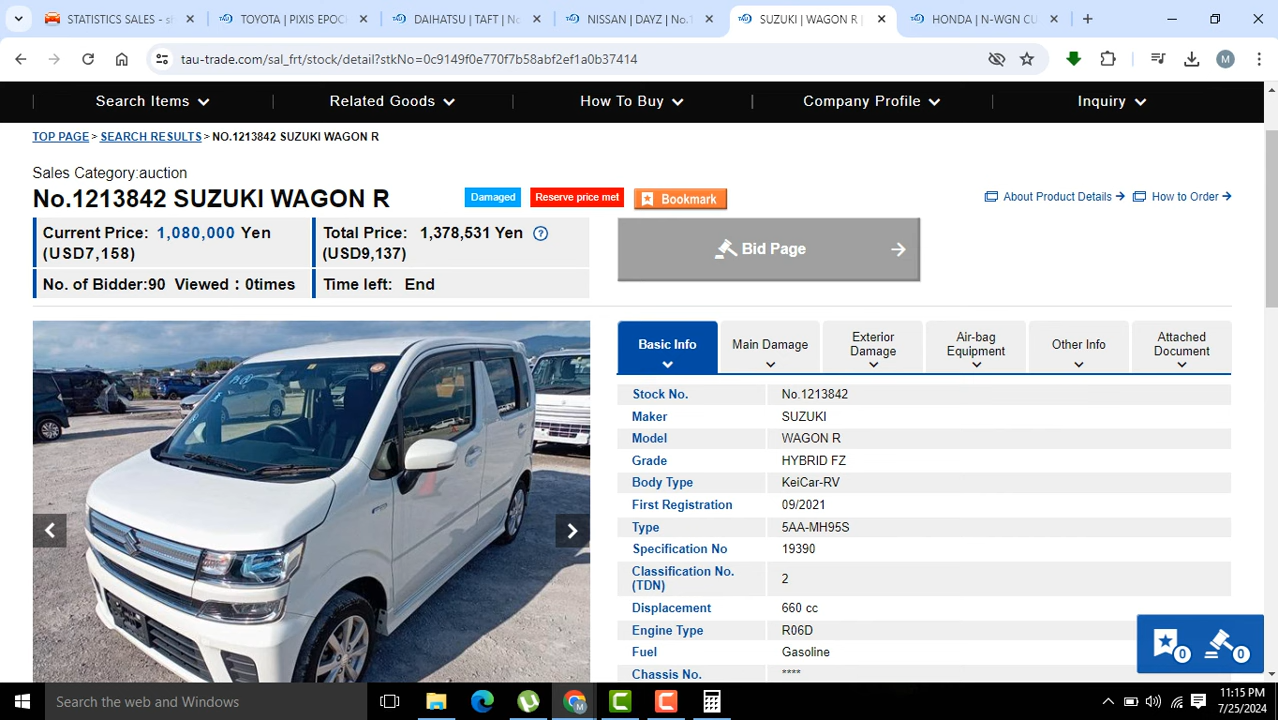 STATISTICS SALES - s
TOYOTA | PIXIS EPOC
DAIHATSU | TAFT | No
NISSAN | DAYZ | No.1
SUZUKI | WAGON R |
HONDA | N-WGN CU
tau-trade.com/sal_frt/stock/detail?stkNo=0c9149f0e770f7b58abf2ef1a0b37414
M
Search Items
Related Goods
How To Buy
Company Profile
Inquiry
TOP PAGE > SEARCH RESULTS > NO.1213842 SUZUKI WAGON R
Sales Category:auction
No.1213842 SUZUKI WAGON R
Damaged
Reserve price met
Bookmark
About Product Details
How to Order
Current Price: 1,080,000 Yen
(USD7,158)
Total Price: 1,378,531 Yen ?
(USD9,137)
No. of Bidder:90 Viewed：0times
Time left: End
Bid Page
Basic Info
Main Damage
Exterior
Damage
Air-bag
Equipment
Other Info
Attached
Document
Stock No. No.1213842
Maker SUZUKI
Model WAGON R
Grade HYBRID FZ
Body Type KeiCar-RV
First Registration 09/2021
Type 5AA-MH95S
Specification No 19390
Classification No.
(TDN) 2
Displacement 660 cc
Engine Type R06D
Fuel Gasoline
Chassis No. ****
0
0
Search the web and Windows
M
11:15 PM
7/25/2024